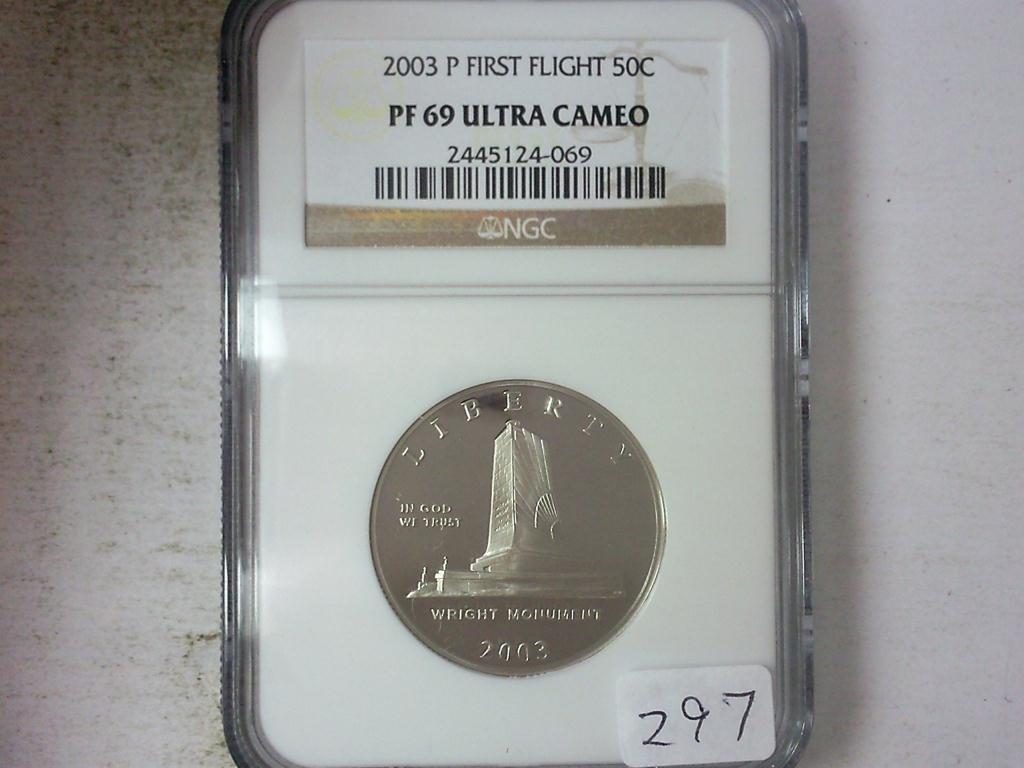 2003 P FIRST FLIGHT 50C
PF 69 ULTRA CAMEO
2445124-069
NGC
LIBERTY
IN GOD
WE TRUST
WRIGHT MONUMENT
2003
297